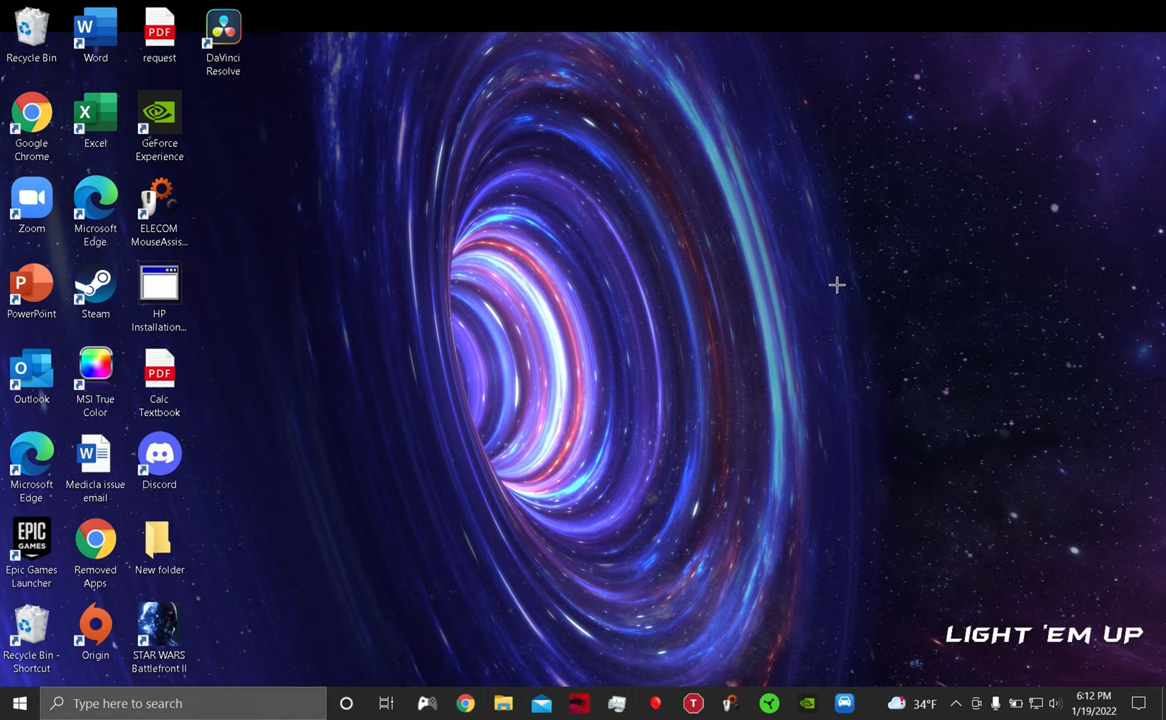 Recycle Bin
Word
request
DaVinci
Resolve
Google
Chrome
Excel
GeForce
Experience
Zoom
Microsoft
Edge
ELECOM
MouseAssis...
PowerPoint
Steam
HP
Installation...
Outlook
MSI True
Color
Calc
Textbook
Microsoft
Edge
Medicla issue
email
Discord
Epic Games
Launcher
Removed
Apps
New folder
Recycle Bin -
Shortcut
Origin
STAR WARS
Battlefront II
W
PDF
X
P
O
PDF
W
EPIC
GAMES
LIGHT 'EM UP
Type here to search
T
34°F
6:12 PM
1/19/2022